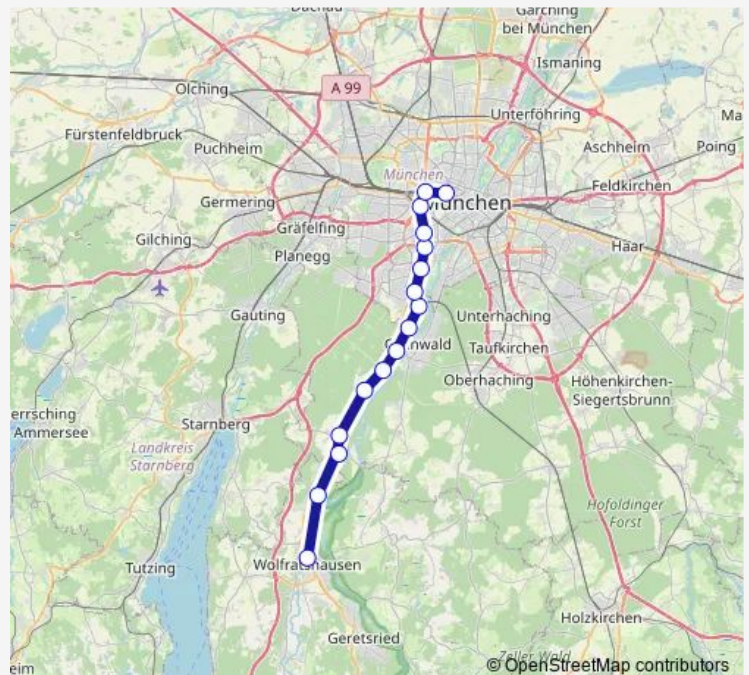 Dachau
Garching
bei München
Ismaning
Olching
A 99
Unterföhring
Fürstenfeldbruck
Puchheim
Aschheim
Poing
München
Feldkirchen
Germering
München
Gräfelfing
Gilching
Planegg
Haar
Gauting
Unterhaching
Taufkirchen
Oberhaching
Höhenkirchen-
Siegertsbrunn
errsching
Ammersee
Starnberg
Landkreis
Starnberg
Hofoldinger
Forst
Tutzing
Wolfratshausen
Holzkirchen
Geretsried
Zeller Wald
eim
© OpenStreetMap contributors